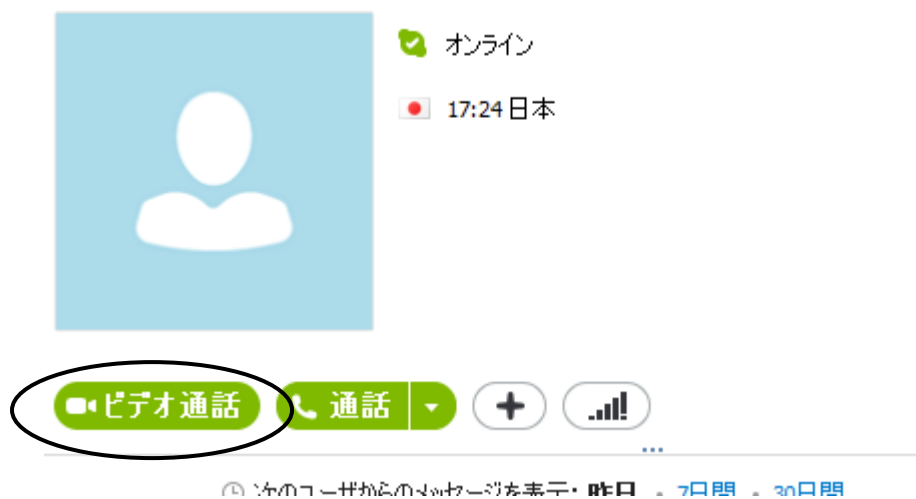 オンライン
17:24 日本
ビデオ通話 通話
次のユーザからのメッセージを表示: 昨日 • 7日間 • 30日間